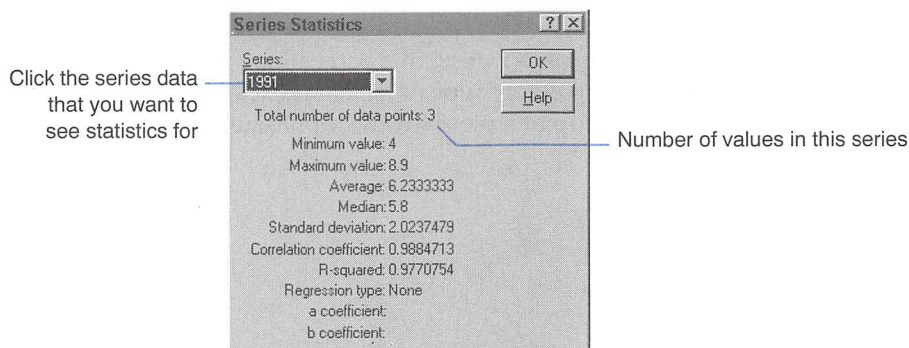 Series Statistics
Series:
1991
OK
Help
Click the series data
that you want to
see statistics for
Total number of data points: 3
Number of values in this series
Minimum value: 4
Maximum value: 8.9
Average: 6.2333333
Median: 5.8
Standard deviation: 2.0237479
Correlation coefficient: 0.9884713
R-squared: 0.9770754
Regression type: None
a coefficient:
b coefficient: